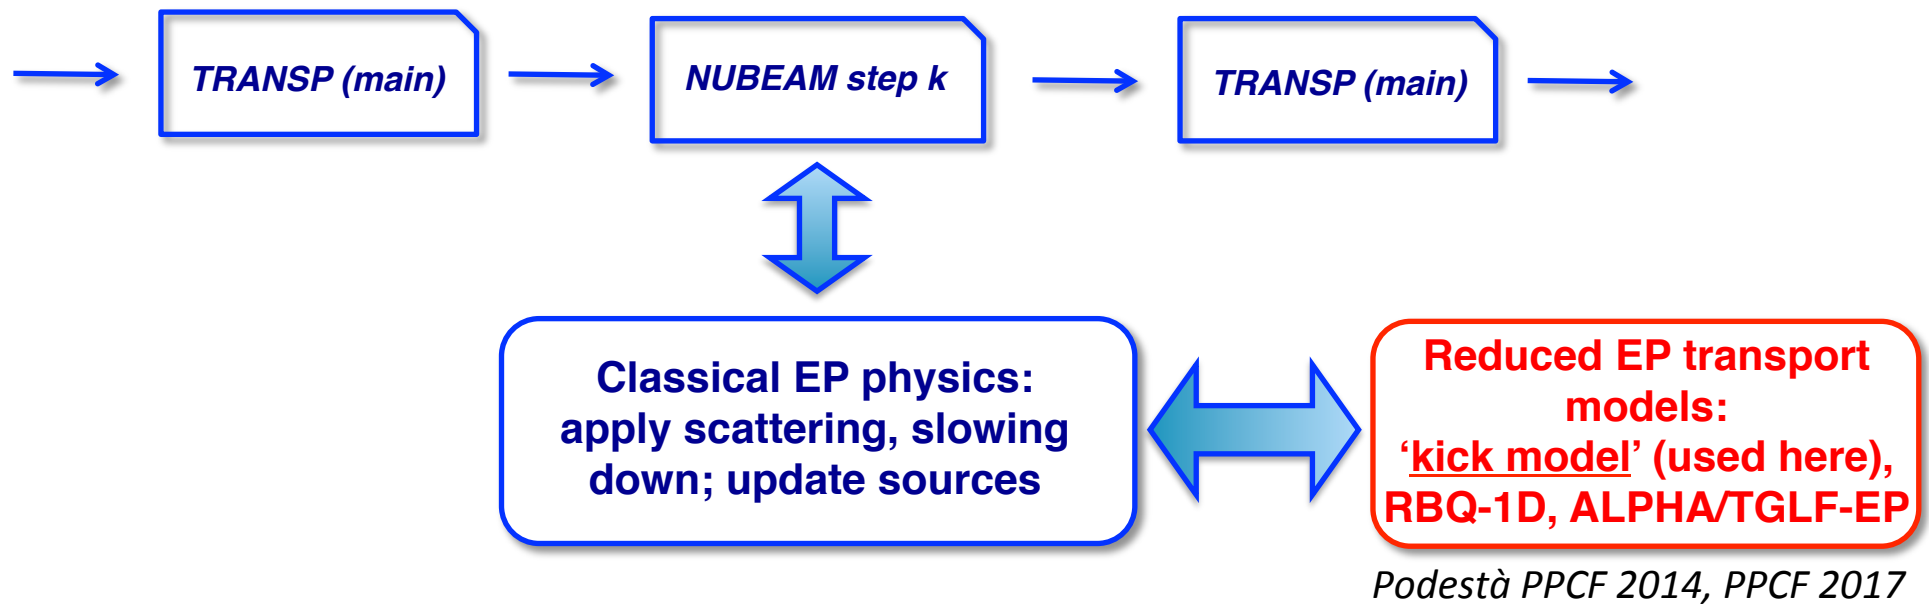 TRANSP (main)
NUBEAM step k
TRANSP (main)
Classical EP physics:
apply scattering, slowing
down; update sources
Reduced EP transport
models:
‘kick model’ (used here),
RBQ-1D, ALPHA/TGLF-EP
Podestà PPCF 2014, PPCF 2017